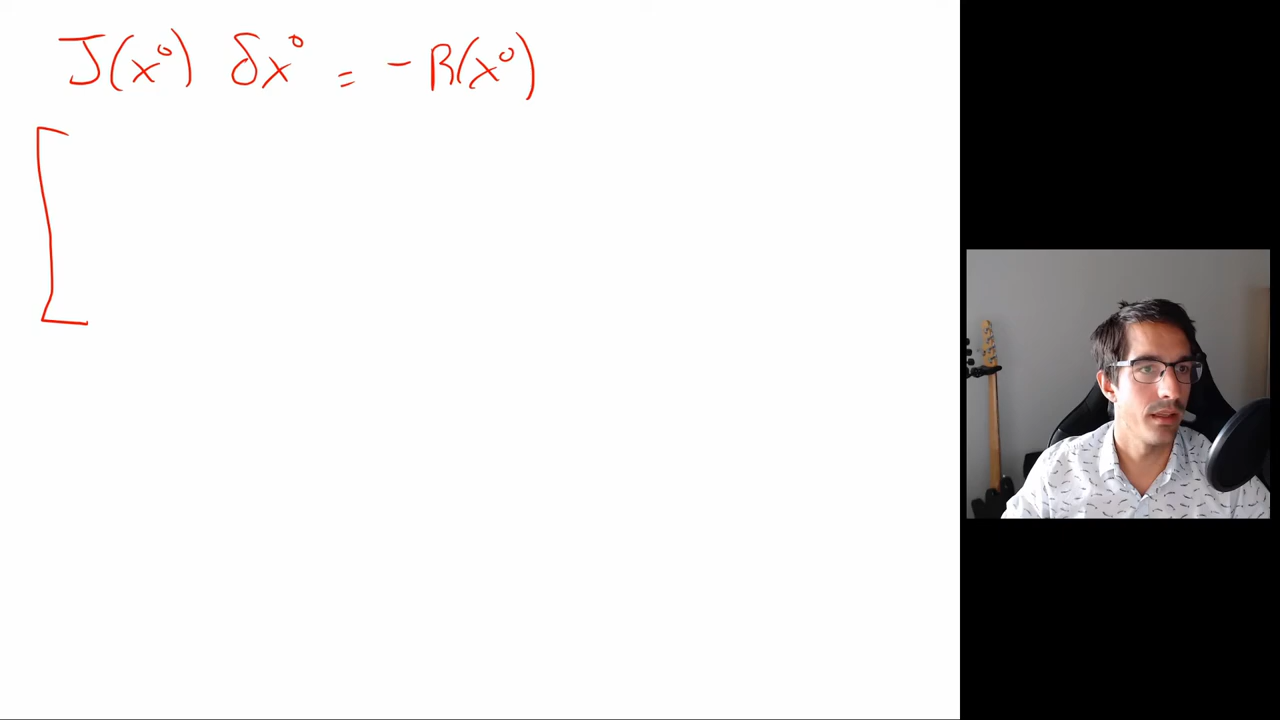 J(x⁰) δx⁰ = - R(x⁰)
[